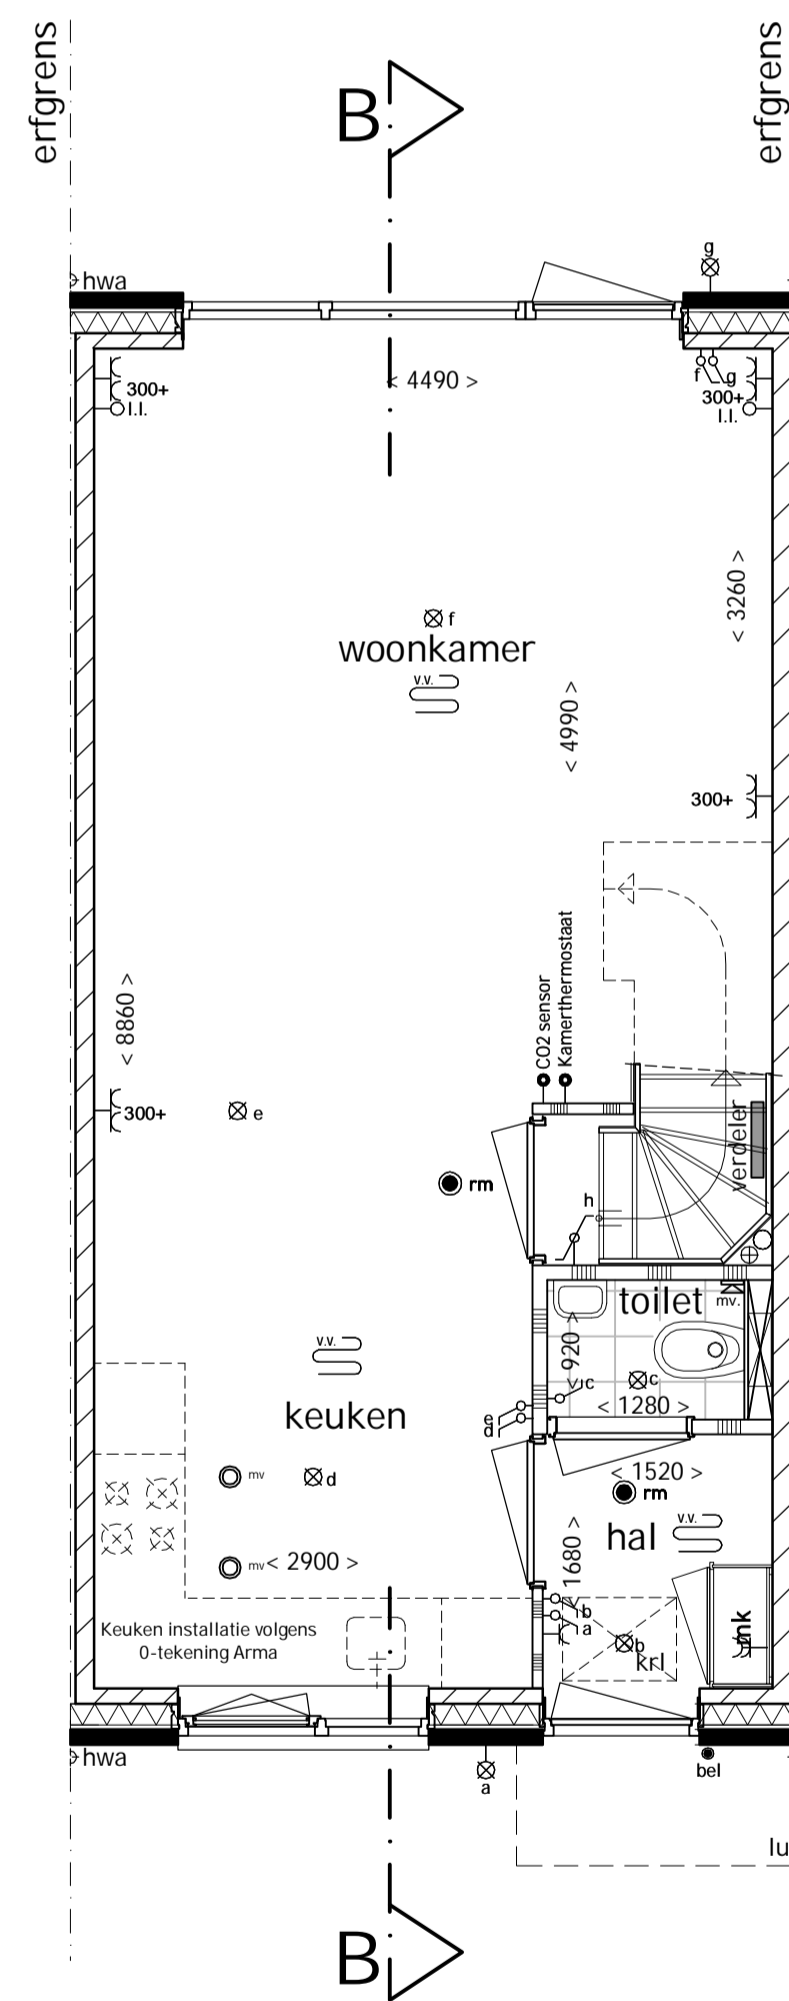 erfgrens
erfgrens
B
g
hwa
300+
l.l.
< 4490 >
f
g
300+
l.l.
< 3260 >
f
woonkamer
v.v.
< 4990 >
300+
CO2 sensor
Kamerthermostaat
< 8860 >
300+
e
verdeler
rm
h
toilet
mv.
v.v.
< 920 >
c
c
< 1280 >
keuken
e
d
mv
d
< 1520 >
rm
hal
v.v.
mv
< 2900 >
< 1680 >
b
a
mk
Keuken installatie volgens
0-tekening Arma
b
krl
hwa
a
bel
lu
B